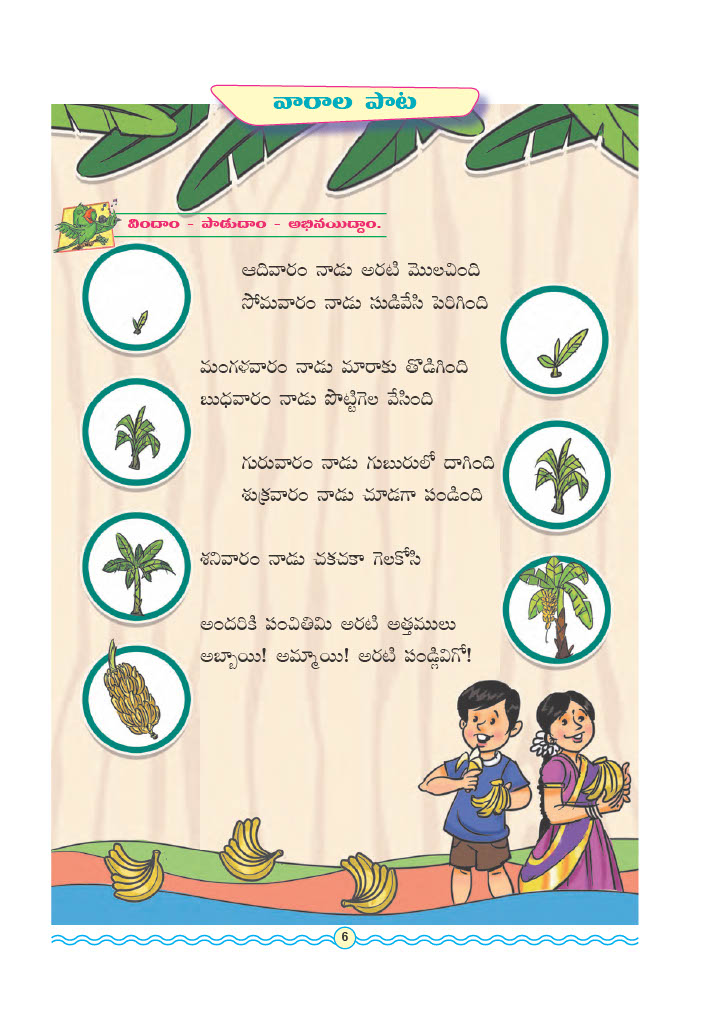 వారాల పాట
విందాం - పాడుదాం - అభినయిద్దాం.
ఆదివారం నాడు అరటి మొలవింది
సోమవారం నాడు సుడివేసి పెరిగింది
మంగళవారం నాడు మారాకు తొడిగింది
బుధవారం నాడు పొట్టిగెల వేసింది
గురువారం నాడు గుబురులో దాగింది
శుక్రవారం నాడు చూడగా పండింది
శనివారం నాడు చకచకా గెలకోసి
అందరికి పంచితిమి అరటి అత్తములు
అబ్బాయి! అమ్మాయి! అరటి పండ్లివిగో!
6